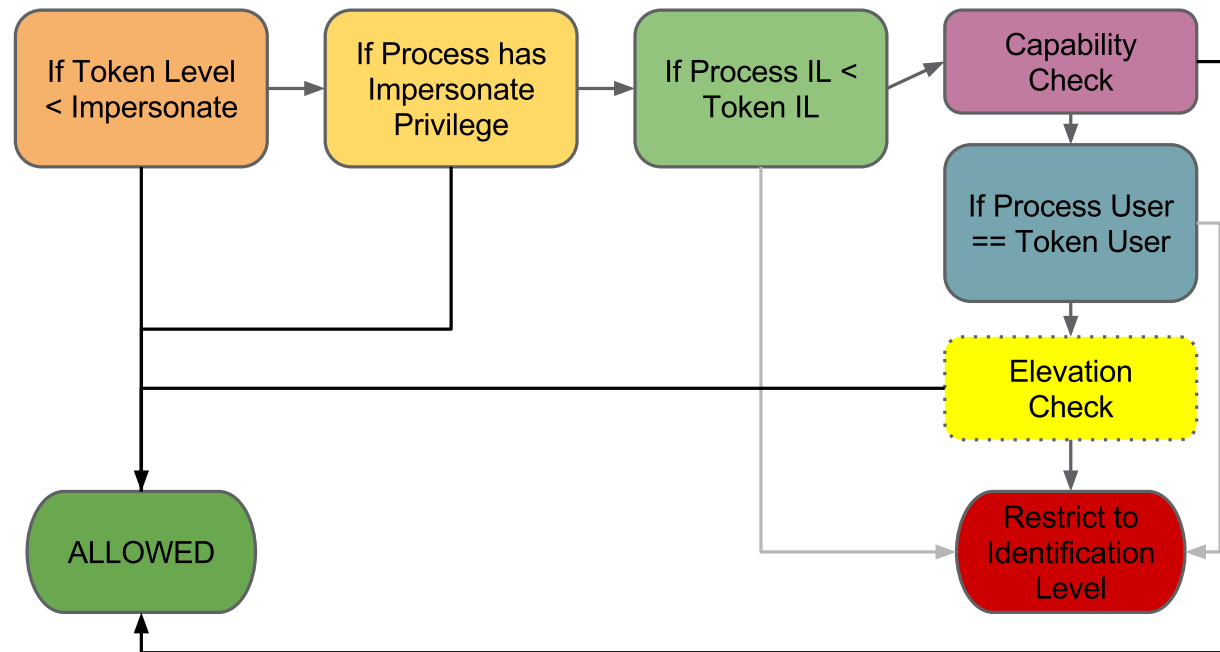 If Token Level
< Impersonate
If Process has
Impersonate
Privilege
If Process IL <
Token IL
Capability
Check
If Process User
== Token User
Elevation
Check
ALLOWED
Restrict to
Identification
Level